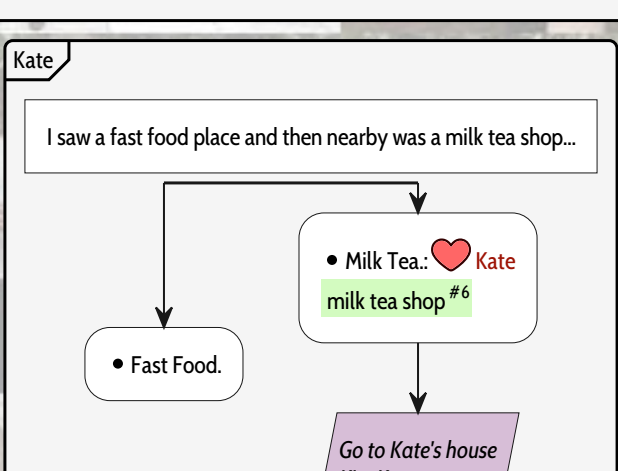 Kate
I saw a fast food place and then nearby was a milk tea shop...
• Milk Tea.: Kate
milk tea shop #6
• Fast Food.
Go to Kate's house